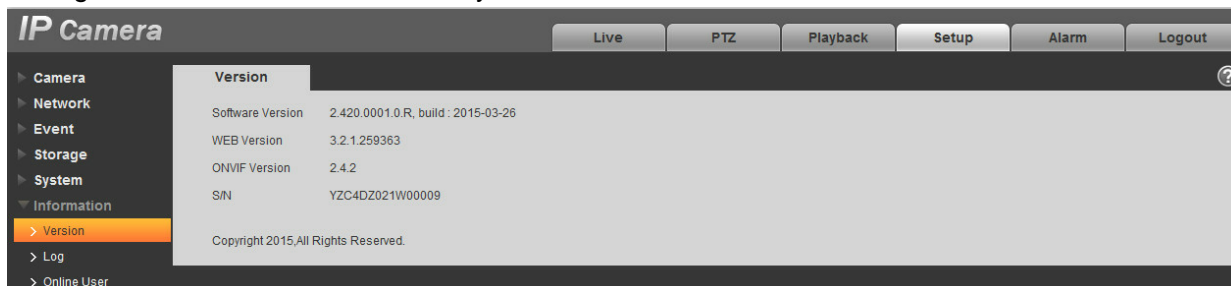 IP Camera
Live PTZ Playback Setup Alarm Logout
Camera
Network
Event
Storage
System
Information
Version
Log
Online User
Version
Software Version 2.420.0001.0.R, build : 2015-03-26
WEB Version 3.2.1.259363
ONVIF Version 2.4.2
S/N YZC4DZ021W00009
Copyright 2015,All Rights Reserved.
?